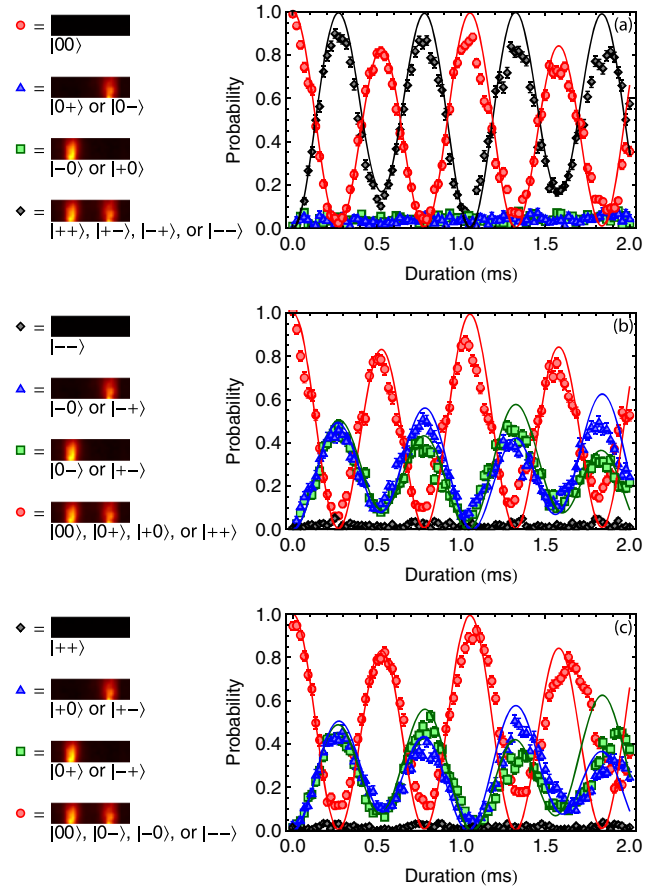 =
|00⟩
=
|0+⟩ or |0−⟩
=
|−0⟩ or |+0⟩
=
|++⟩, |+−⟩, |−+⟩, or |−−⟩
(a)
Probability
1.0
0.8
0.6
0.4
0.2
0.0
0.0 0.5 1.0 1.5 2.0
Duration (ms)
=
|−−⟩
=
|−0⟩ or |−+⟩
=
|0−⟩ or |+−⟩
=
|00⟩, |0+⟩, |+0⟩, or |++⟩
(b)
Probability
1.0
0.8
0.6
0.4
0.2
0.0
0.0 0.5 1.0 1.5 2.0
Duration (ms)
=
|++⟩
=
|+0⟩ or |+−⟩
=
|0+⟩ or |−+⟩
=
|00⟩, |0−⟩, |−0⟩, or |−−⟩
(c)
Probability
1.0
0.8
0.6
0.4
0.2
0.0
0.0 0.5 1.0 1.5 2.0
Duration (ms)